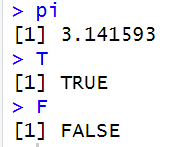 > pi
[1] 3.141593
> T
[1] TRUE
> F
[1] FALSE